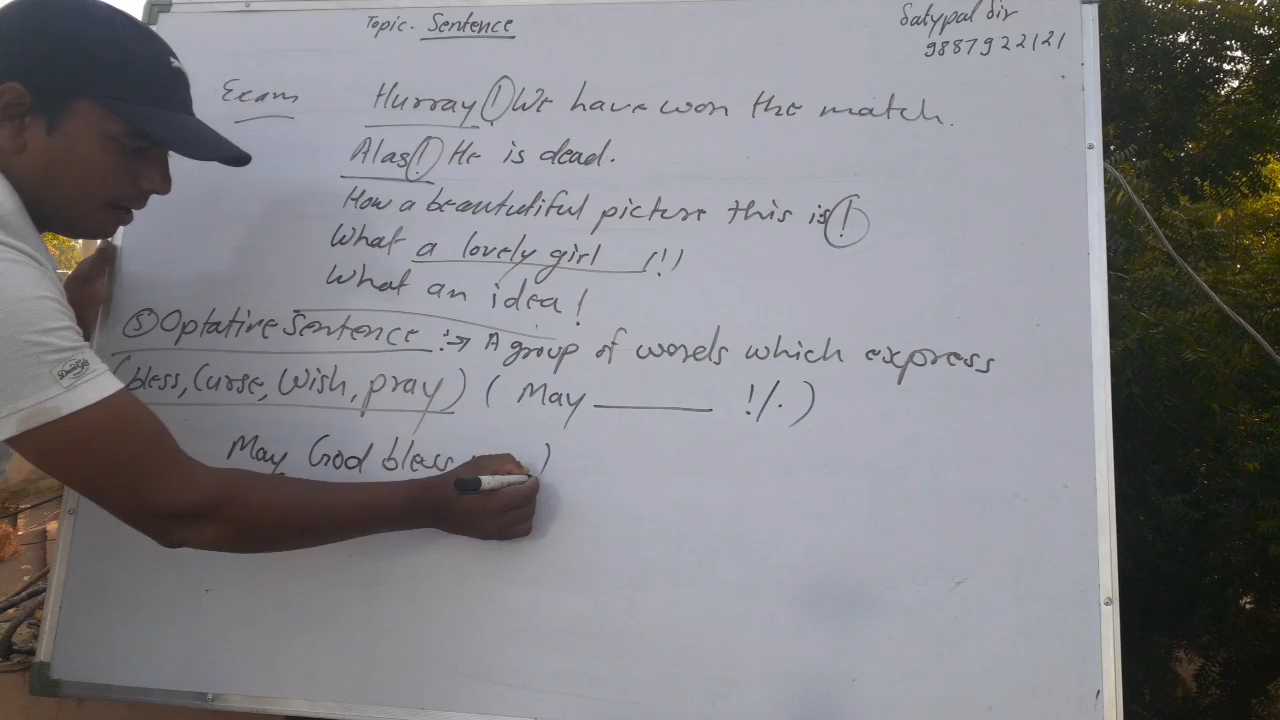 Topic- Sentence
Satypal Sir
9887922121
Exam Hurray! We have won the match.
Alas! He is dead.
How a beaututiful picture this is!
What a lovely girl !!)
What an idea!
(5) Optative Sentence :→ A group of words which express
(bless, Curse, Wish, pray) ( May ______ !/. )
May God bless